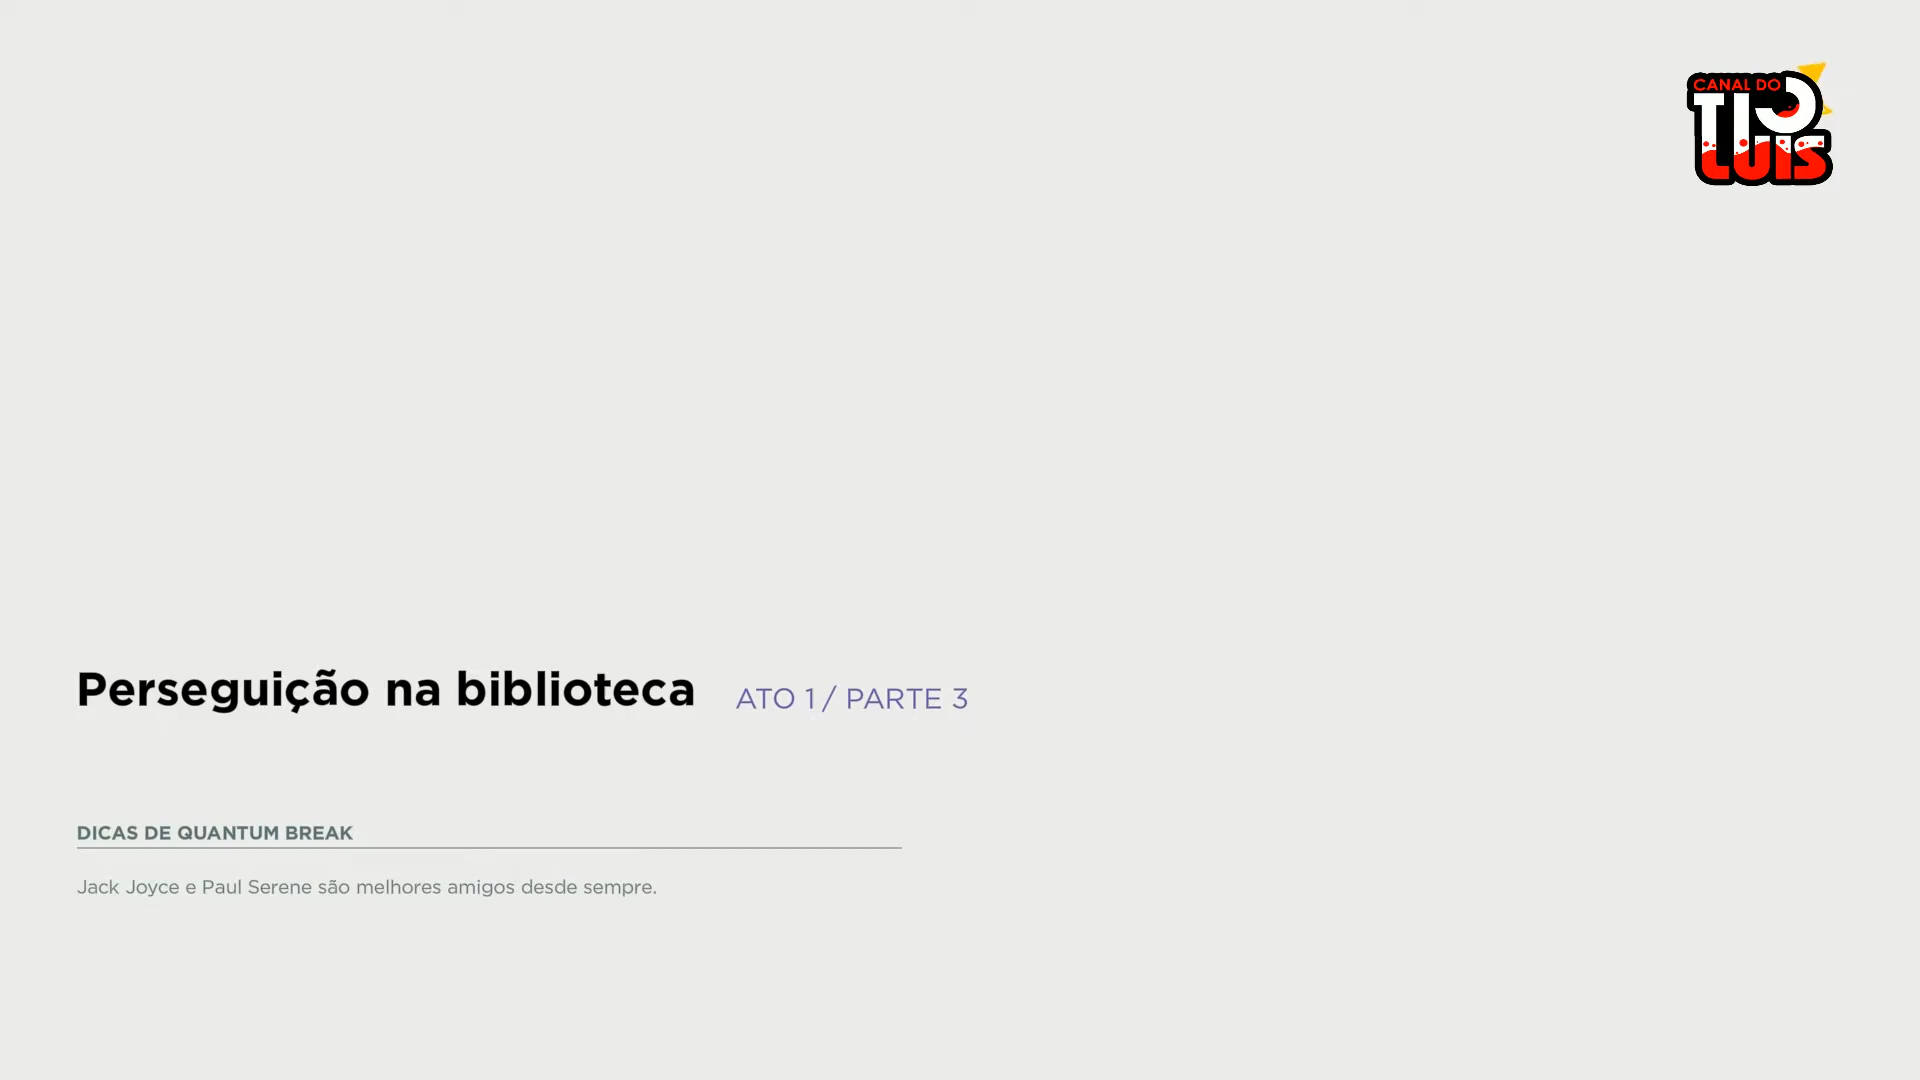 CANAL DO
TIO
LUIS
Perseguição na biblioteca
ATO 1 / PARTE 3
DICAS DE QUANTUM BREAK
Jack Joyce e Paul Serene são melhores amigos desde sempre.